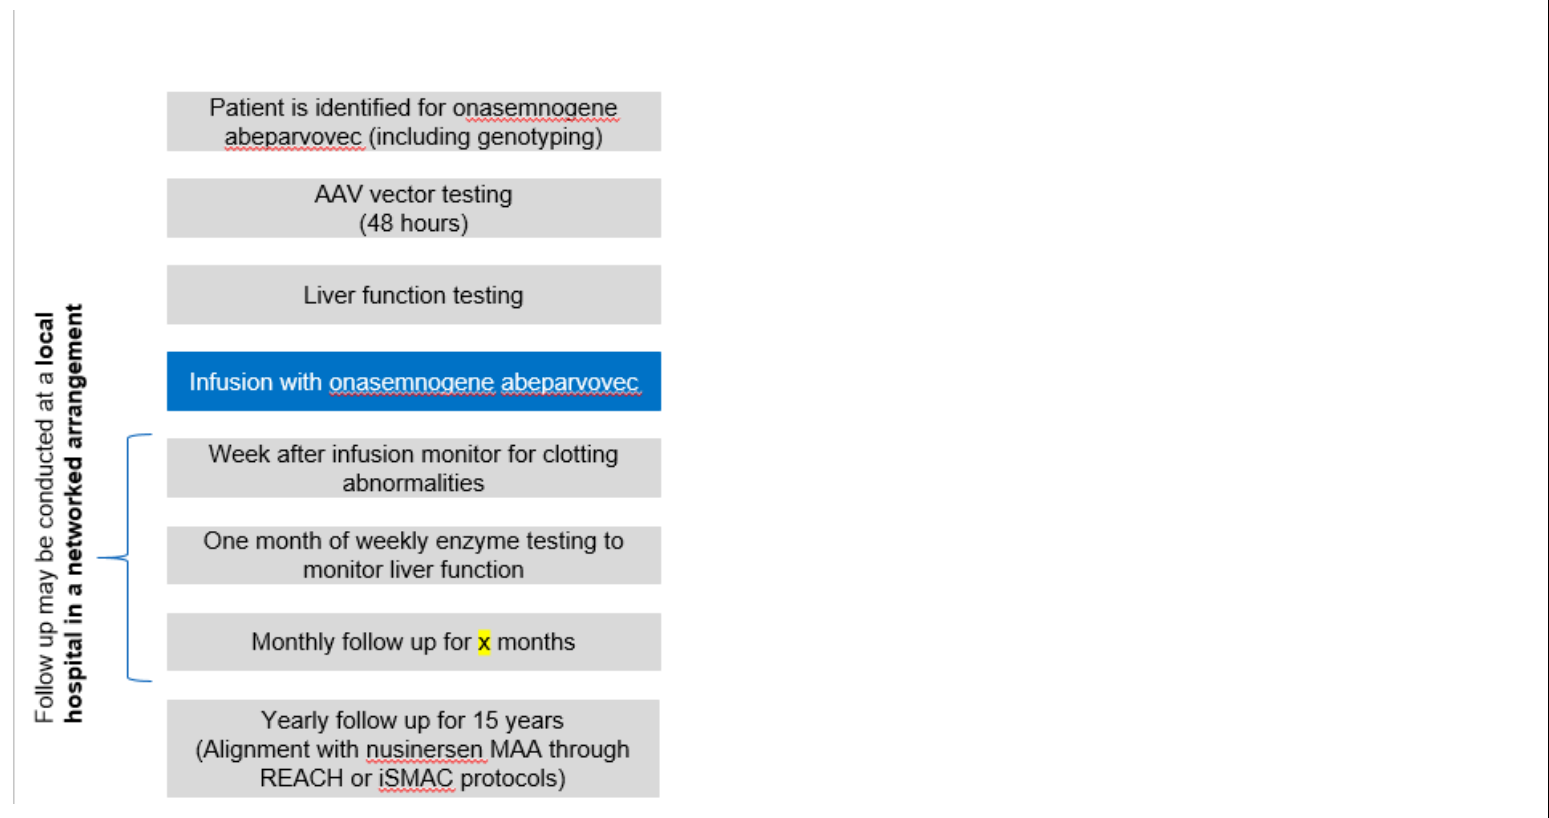 Patient is identified for onasemnogene
abeparvovec (including genotyping)
AAV vector testing
(48 hours)
Liver function testing
Infusion with onasemnogene abeparvovec
Week after infusion monitor for clotting
abnormalities
One month of weekly enzyme testing to
monitor liver function
Monthly follow up for x months
Yearly follow up for 15 years
(Alignment with nusinersen MAA through
REACH or iSMAC protocols)
Follow up may be conducted at a local
hospital in a networked arrangement